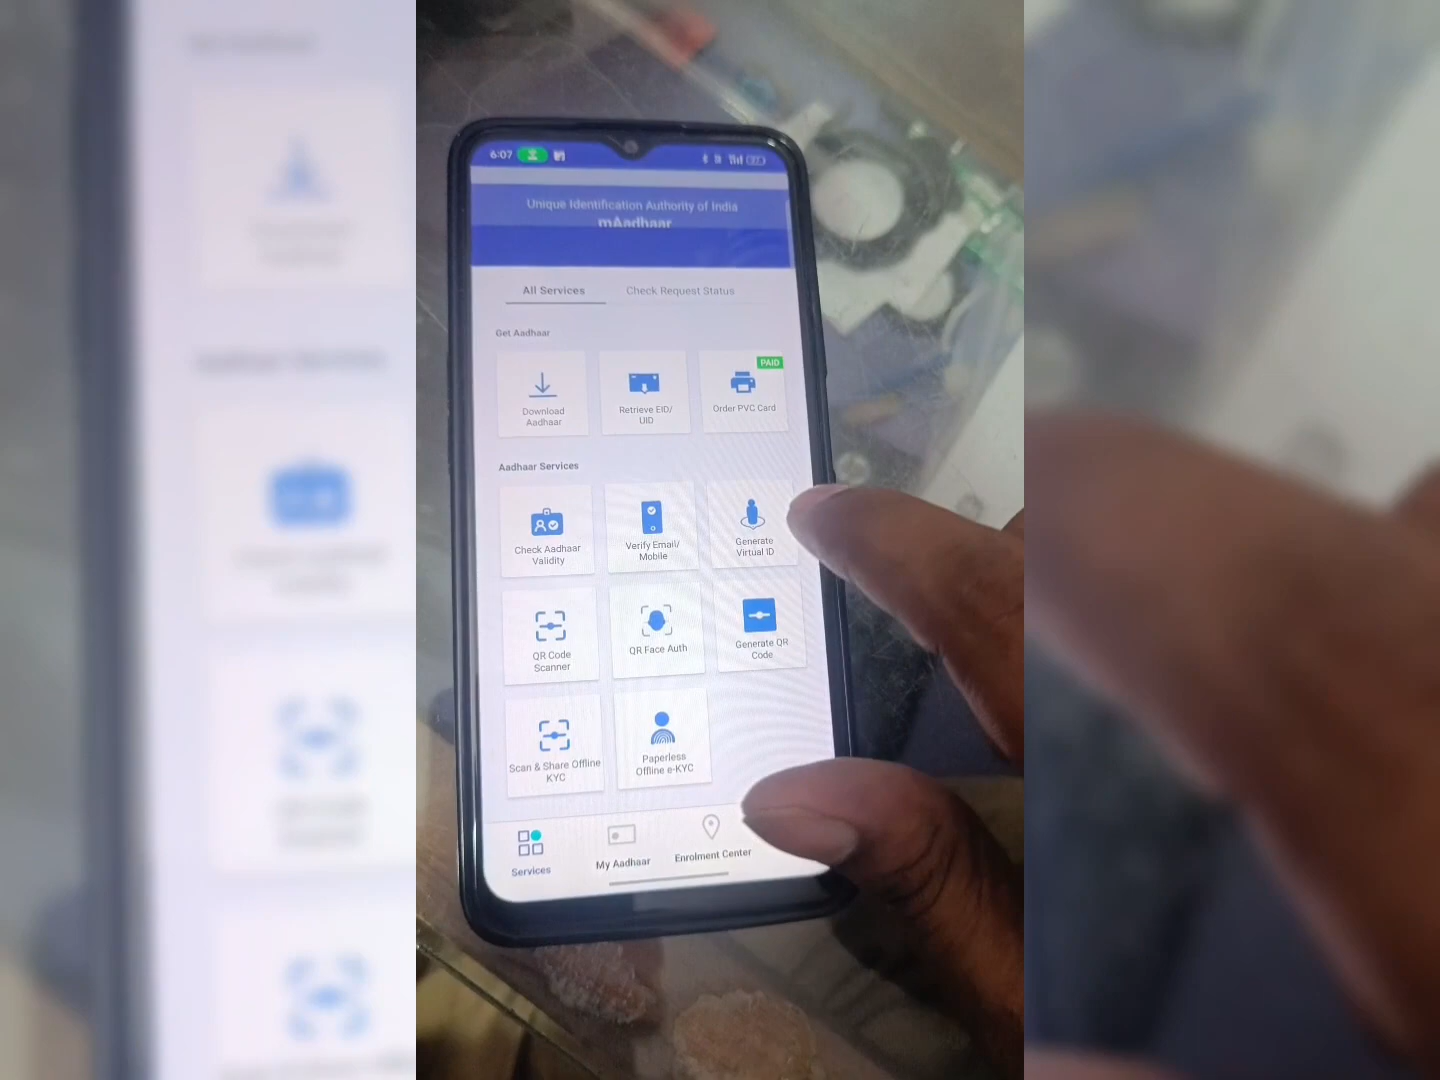 6:07
Unique Identification Authority of India
mAadhaar
All Services
Check Request Status
Get Aadhaar
Download
Aadhaar
Retrieve EID/
UID
PAID
Order PVC Card
Aadhaar Services
Check Aadhaar
Validity
Verify Email/
Mobile
Generate
Virtual ID
QR Code
Scanner
QR Face Auth
Generate QR
Code
Scan & Share Offline
KYC
Paperless
Offline e-KYC
Services
My Aadhaar
Enrolment Center